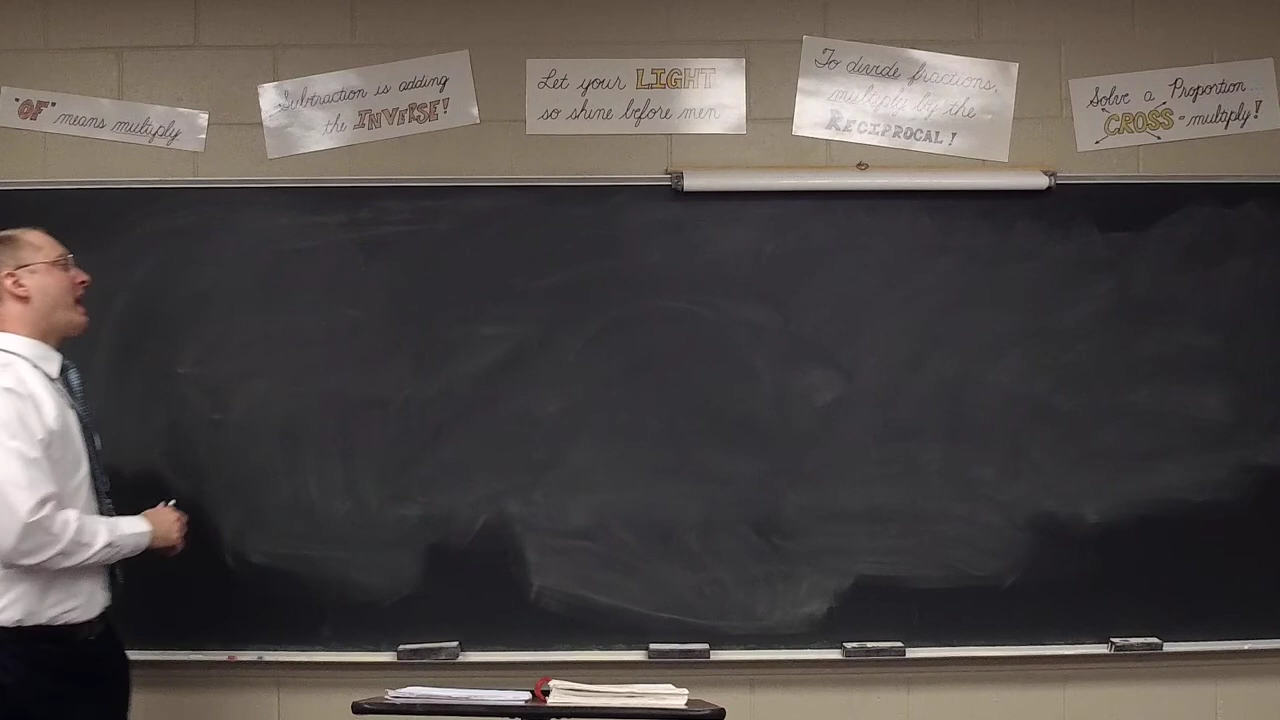 "OF" means multiply
Subtraction is adding
the INVERSE!
Let your LIGHT
so shine before men
To divide fractions,
multiply by the
RECIPROCAL!
Solve a Proportion...
CROSS-multiply!